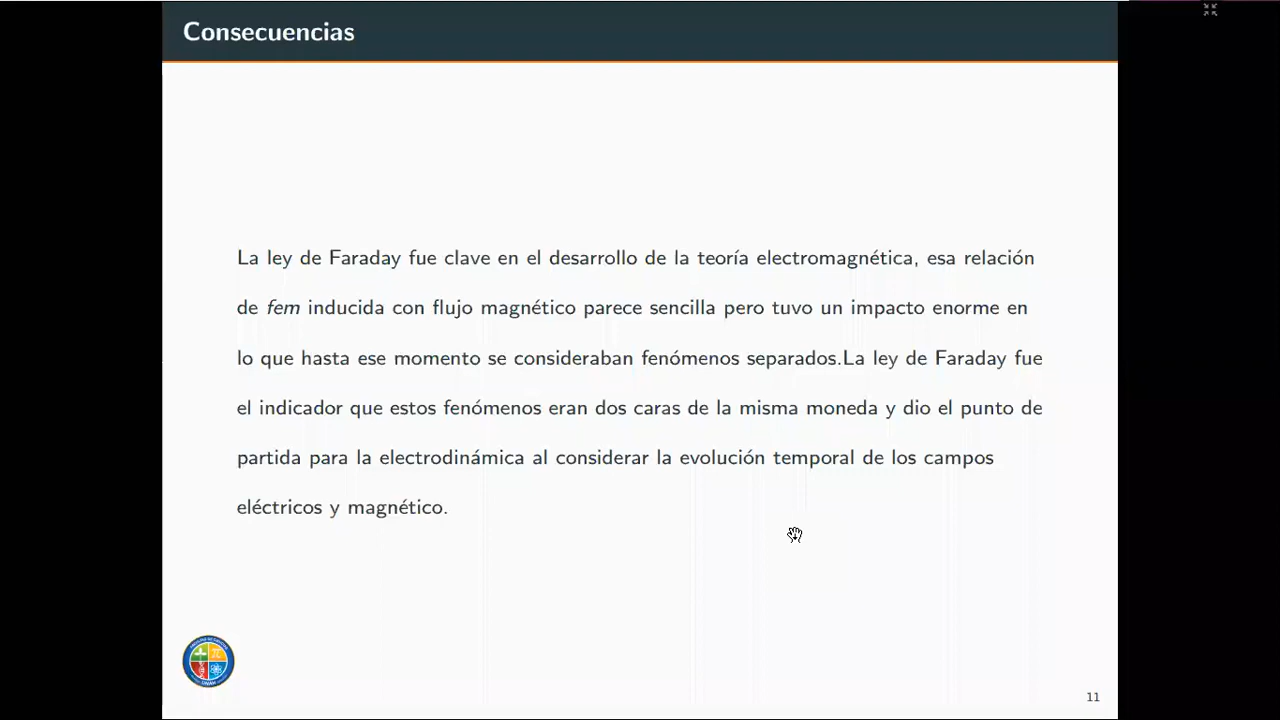 Consecuencias
La ley de Faraday fue clave en el desarrollo de la teoría electromagnética, esa relación
de fem inducida con flujo magnético parece sencilla pero tuvo un impacto enorme en
lo que hasta ese momento se consideraban fenómenos separados.La ley de Faraday fue
el indicador que estos fenómenos eran dos caras de la misma moneda y dio el punto de
partida para la electrodinámica al considerar la evolución temporal de los campos
eléctricos y magnético.
11